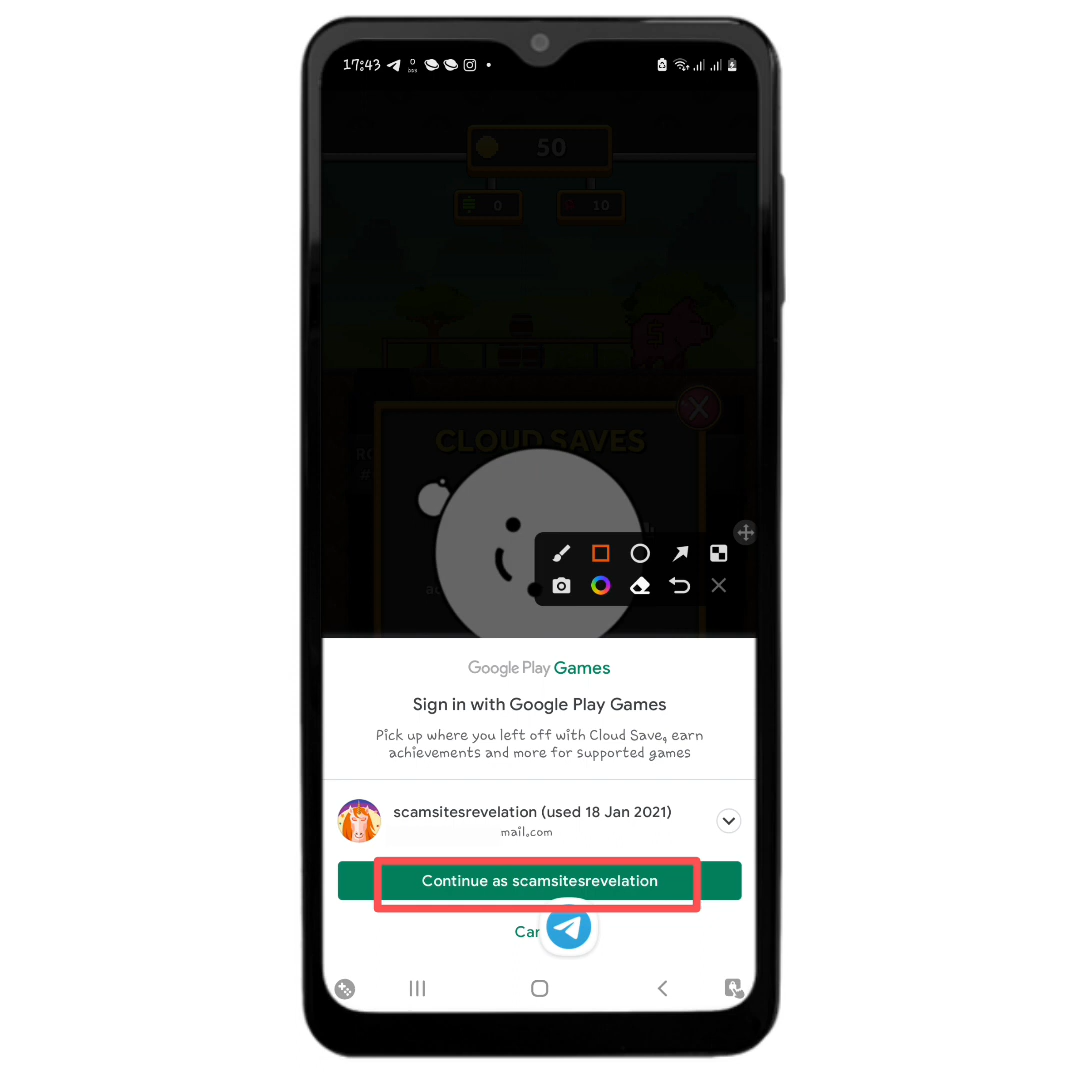 17:43
50
0 10
CLOUD SAVES
Google Play Games
Sign in with Google Play Games
Pick up where you left off with Cloud Save, earn
achievements and more for supported games
scamsitesrevelation (used 18 Jan 2021)
mail.com
Continue as scamsitesrevelation